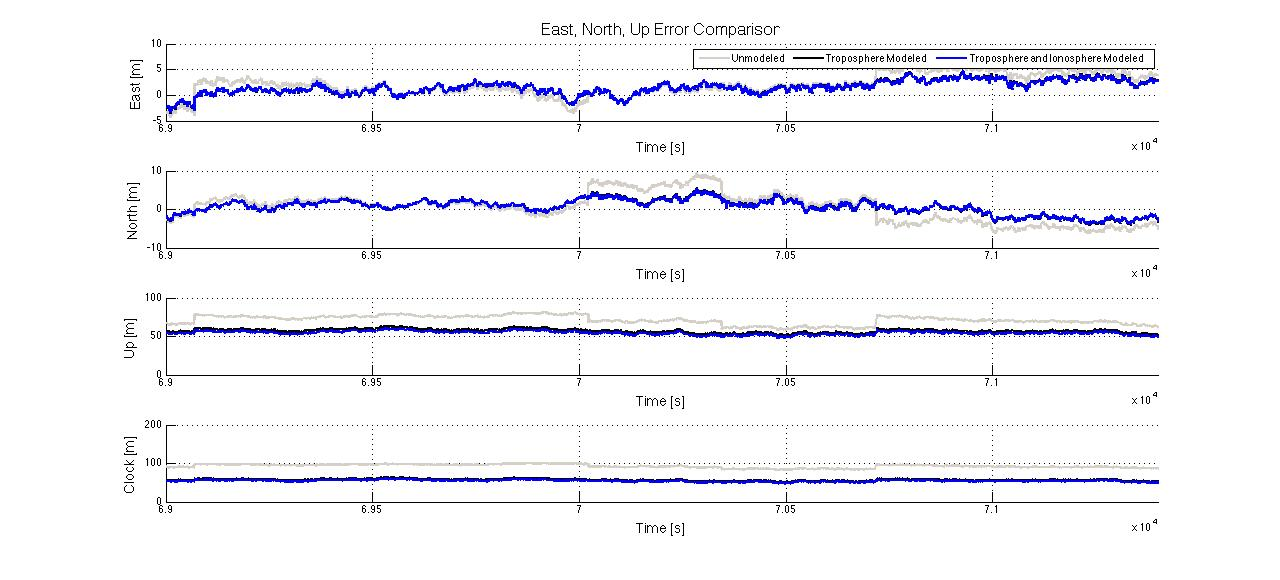 East, North, Up Error Comparison
10
5
0
-5
East [m]
Unmodeled Troposphere Modeled Troposphere and Ionosphere Modeled
6.9 6.95 7 7.05 7.1
x 10^4
Time [s]
10
0
-10
North [m]
6.9 6.95 7 7.05 7.1
x 10^4
Time [s]
100
50
0
Up [m]
6.9 6.95 7 7.05 7.1
x 10^4
Time [s]
200
100
0
Clock [m]
6.9 6.95 7 7.05 7.1
x 10^4
Time [s]